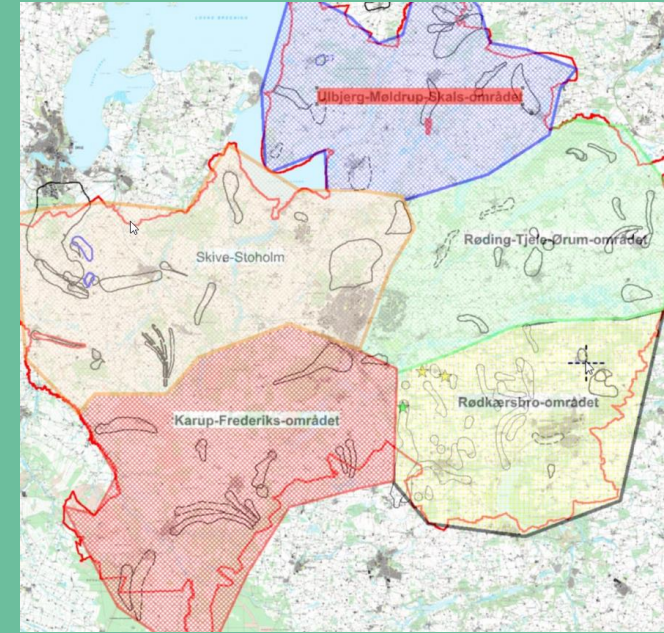 Ulbjerg-Møldrup-Skals-området
Røding-Tjele-Ørum-området
Skive-Stoholm
Rødkærsbro-området
Karup-Frederiks-området